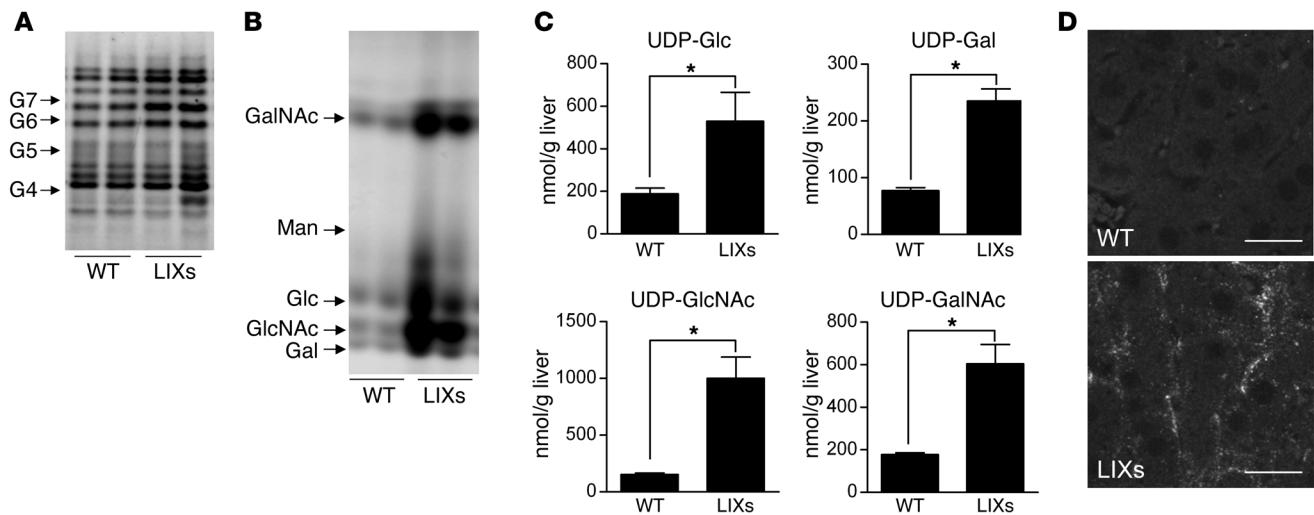 A
G7
G6
G5
G4
WT LIXs
B
GalNAc
Man
Glc
GlcNAc
Gal
WT LIXs
C
UDP-Glc
nmol/g liver
800
600
400
200
0
*
WT LIXs
UDP-Gal
nmol/g liver
300
200
100
0
*
WT LIXs
UDP-GlcNAc
nmol/g liver
1500
1000
500
0
*
WT LIXs
UDP-GalNAc
nmol/g liver
800
600
400
200
0
*
WT LIXs
D
WT
LIXs